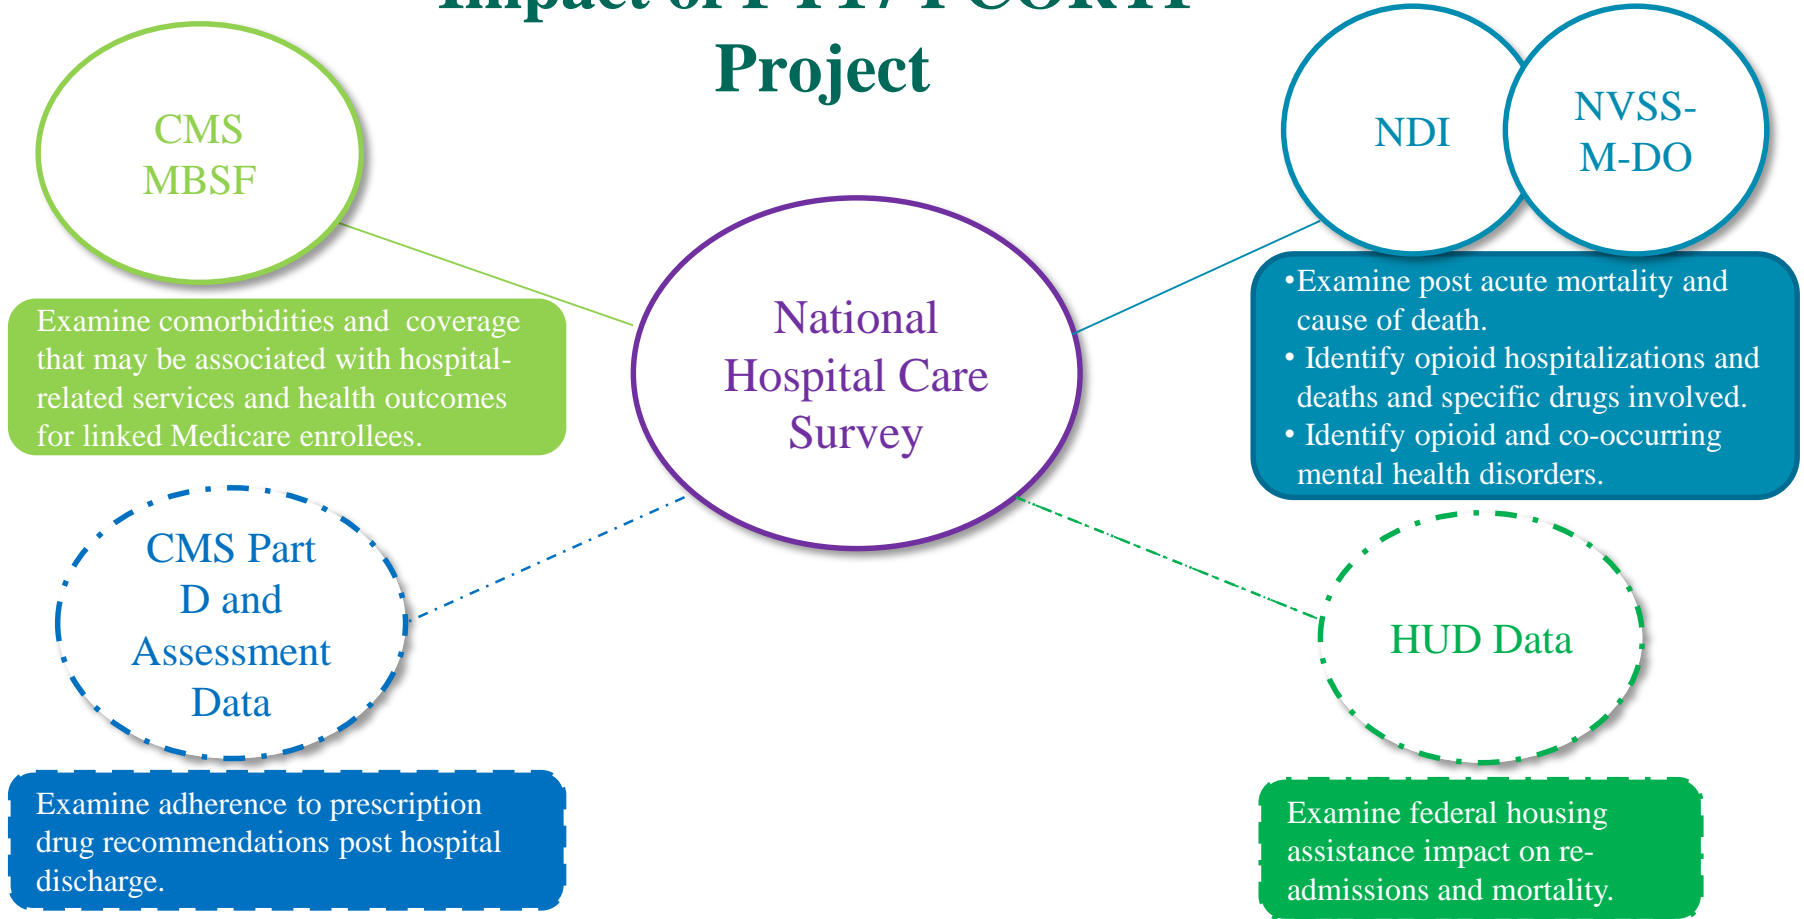 Impact of
Project
CMS
MBSF
NDI
NVSS-
M-DO
National
Hospital Care
Survey
Examine comorbidities and coverage
that may be associated with hospital-
related services and health outcomes
for linked Medicare enrollees.
•Examine post acute mortality and
cause of death.
• Identify opioid hospitalizations and
deaths and specific drugs involved.
• Identify opioid and co-occurring
mental health disorders.
CMS Part
D and
Assessment
Data
HUD Data
Examine adherence to prescription
drug recommendations post hospital
discharge.
Examine federal housing
assistance impact on re-
admissions and mortality.